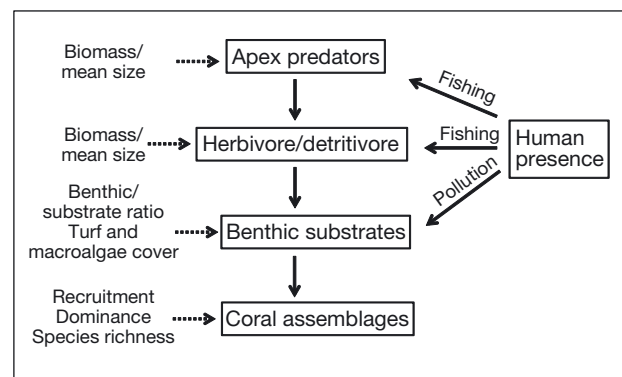 Biomass/
mean size
Apex predators
Fishing
Biomass/
mean size
Herbivore/detritivore
Fishing
Human
presence
Pollution
Benthic/
substrate ratio
Turf and
macroalgae cover
Benthic substrates
Recruitment
Dominance
Species richness
Coral assemblages